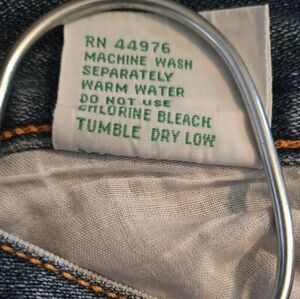 RN 44976
MACHINE WASH
SEPARATELY
WARM WATER
DO NOT USE
CHLORINE BLEACH
TUMBLE DRY LOW